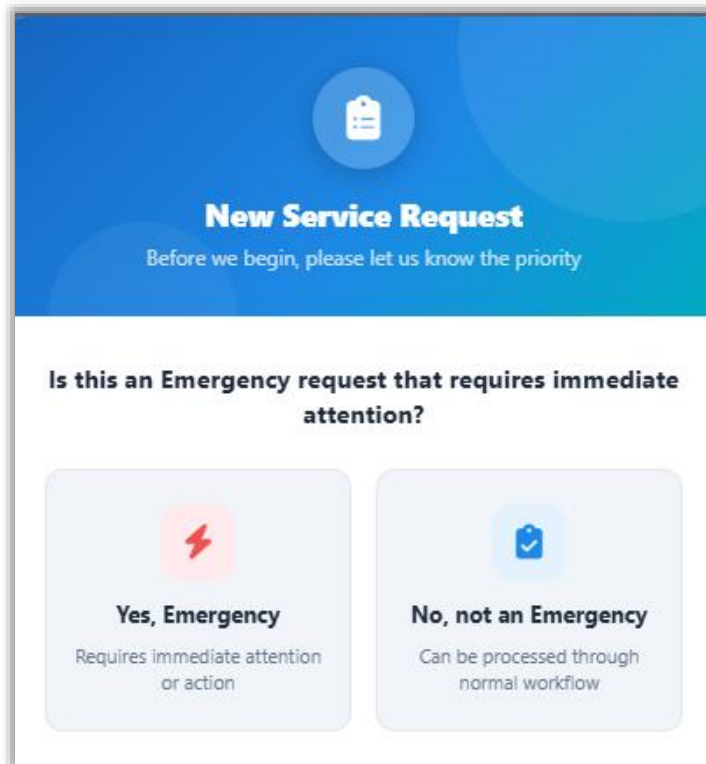 New Service Request
Before we begin, please let us know the priority
Is this an Emergency request that requires immediate
attention?
Yes, Emergency
Requires immediate attention
or action
No, not an Emergency
Can be processed through
normal workflow